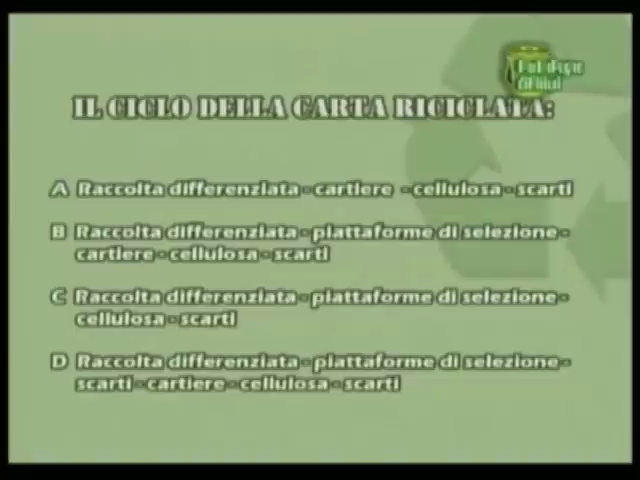 IL CICLO DELLA CARTA RICICLATA:
A Raccolta differenziata - cartiere - cellulosa - scarti
B Raccolta differenziata - piattaforme di selezione -
cartiere - cellulosa - scarti
C Raccolta differenziata - piattaforme di selezione -
cellulosa - scarti
D Raccolta differenziata - piattaforme di selezione -
scarti - cartiere - cellulosa - scarti